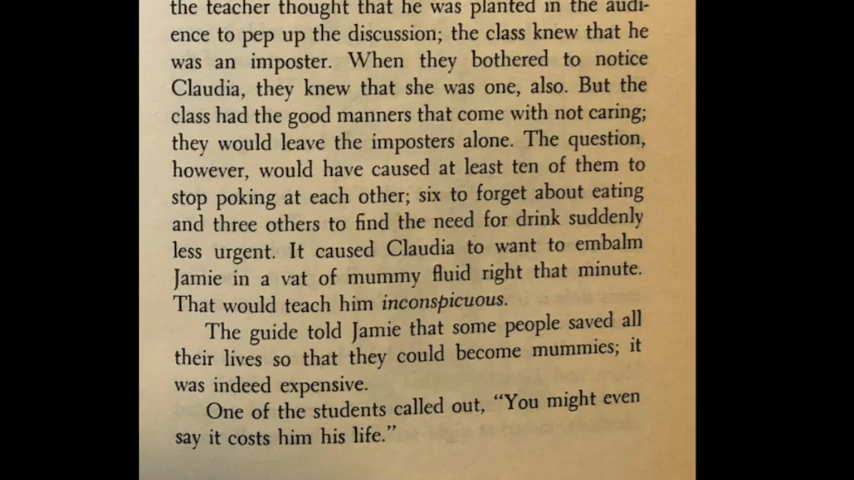 the teacher thought that he was planted in the audi-
ence to pep up the discussion; the class knew that he
was an imposter. When they bothered to notice
Claudia, they knew that she was one, also. But the
class had the good manners that come with not caring;
they would leave the imposters alone. The question,
however, would have caused at least ten of them to
stop poking at each other; six to forget about eating
and three others to find the need for drink suddenly
less urgent. It caused Claudia to want to embalm
Jamie in a vat of mummy fluid right that minute.
That would teach him inconspicuous.
The guide told Jamie that some people saved all
their lives so that they could become mummies; it
was indeed expensive.
One of the students called out, “You might even
say it costs him his life.”